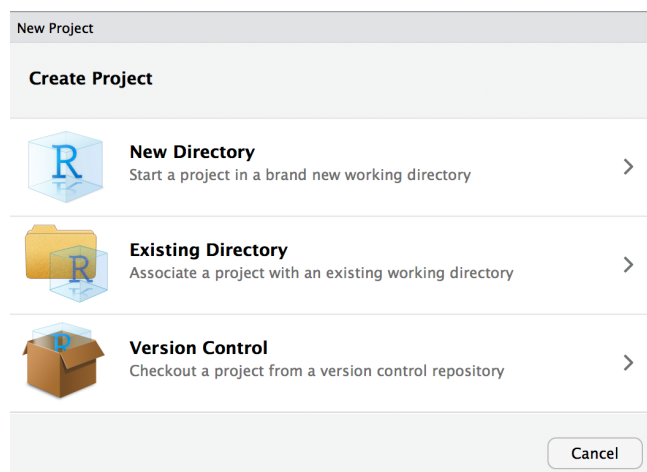 New Project
Create Project
R
New Directory
Start a project in a brand new working directory
R
Existing Directory
Associate a project with an existing working directory
R
Version Control
Checkout a project from a version control repository
Cancel